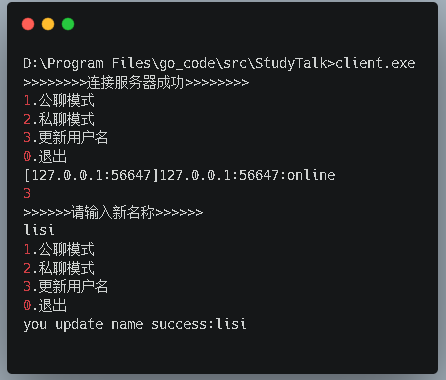 D:\Program Files\go_code\src\StudyTalk>client.exe
>>>>>>>>连接服务器成功>>>>>>>>
1.公聊模式
2.私聊模式
3.更新用户名
0.退出
[127.0.0.1:56647]127.0.0.1:56647:online
3
>>>>>>请输入新名称>>>>>>
lisi
1.公聊模式
2.私聊模式
3.更新用户名
0.退出
you update name success:lisi